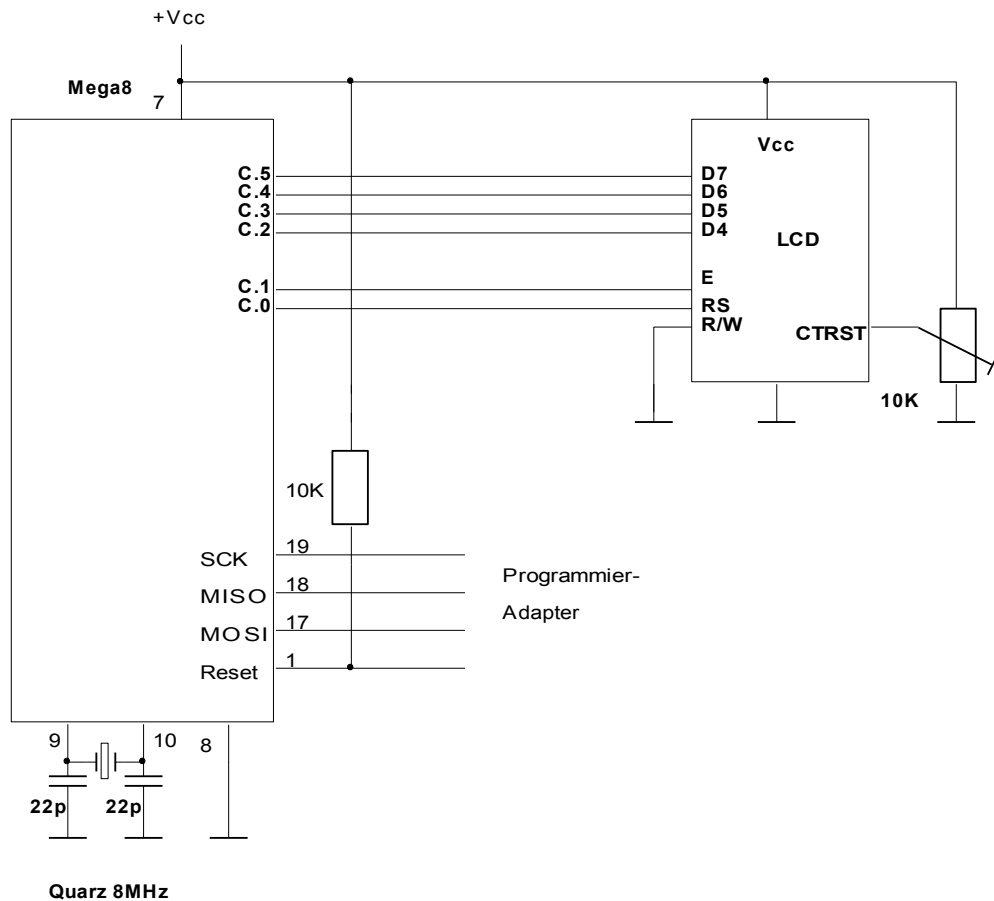 +Vcc
Mega8
7
Vcc
C.5
D7
C.4
D6
C.3
D5
C.2
D4
LCD
C.1
E
C.0
RS
R/W
CTRST
10K
10K
SCK
19
Programmier-
MISO
18
Adapter
MOSI
17
Reset
1
9
10
8
22p
22p
Quarz 8MHz